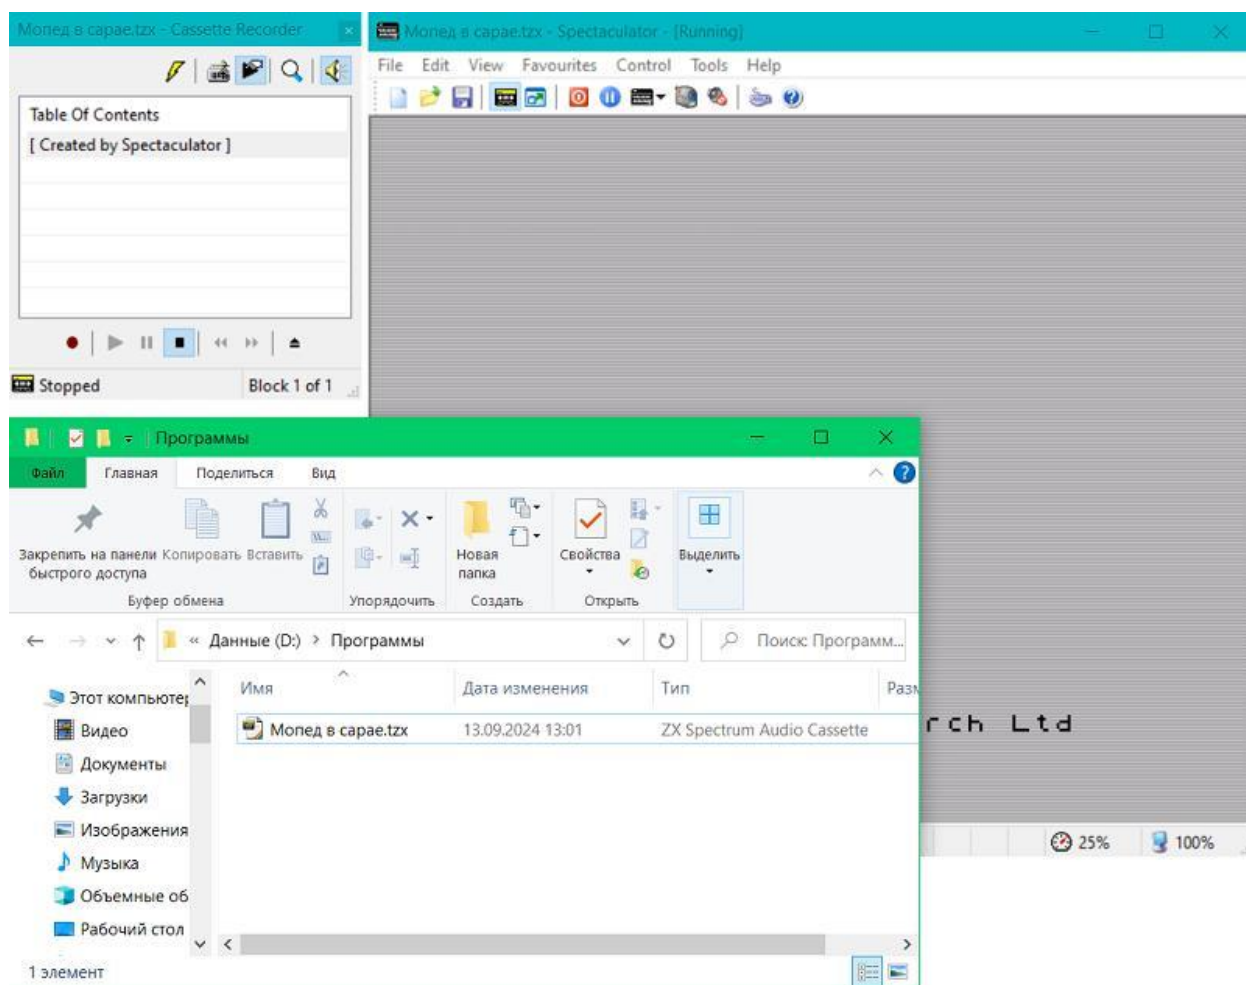 Мопед в сарае.tzx - Cassette Recorder
Table Of Contents
[ Created by Spectaculator ]
Stopped
Block 1 of 1
Мопед в сарае.tzx - Spectaculator - [Running]
File Edit View Favourites Control Tools Help
rch Ltd
25%
100%
Программы
Файл Главная Поделиться Вид
Закрепить на панели
быстрого доступа
Копировать
Вставить
Буфер обмена
Упорядочить
Новая
папка
Создать
Свойства
Открыть
Выделить
« Данные (D:) > Программы
Поиск: Программ...
Этот компьютер
Видео
Документы
Загрузки
Изображения
Музыка
Объемные об
Рабочий стол
Имя Дата изменения Тип Разм
Мопед в сарае.tzx 13.09.2024 13:01 ZX Spectrum Audio Cassette
1 элемент